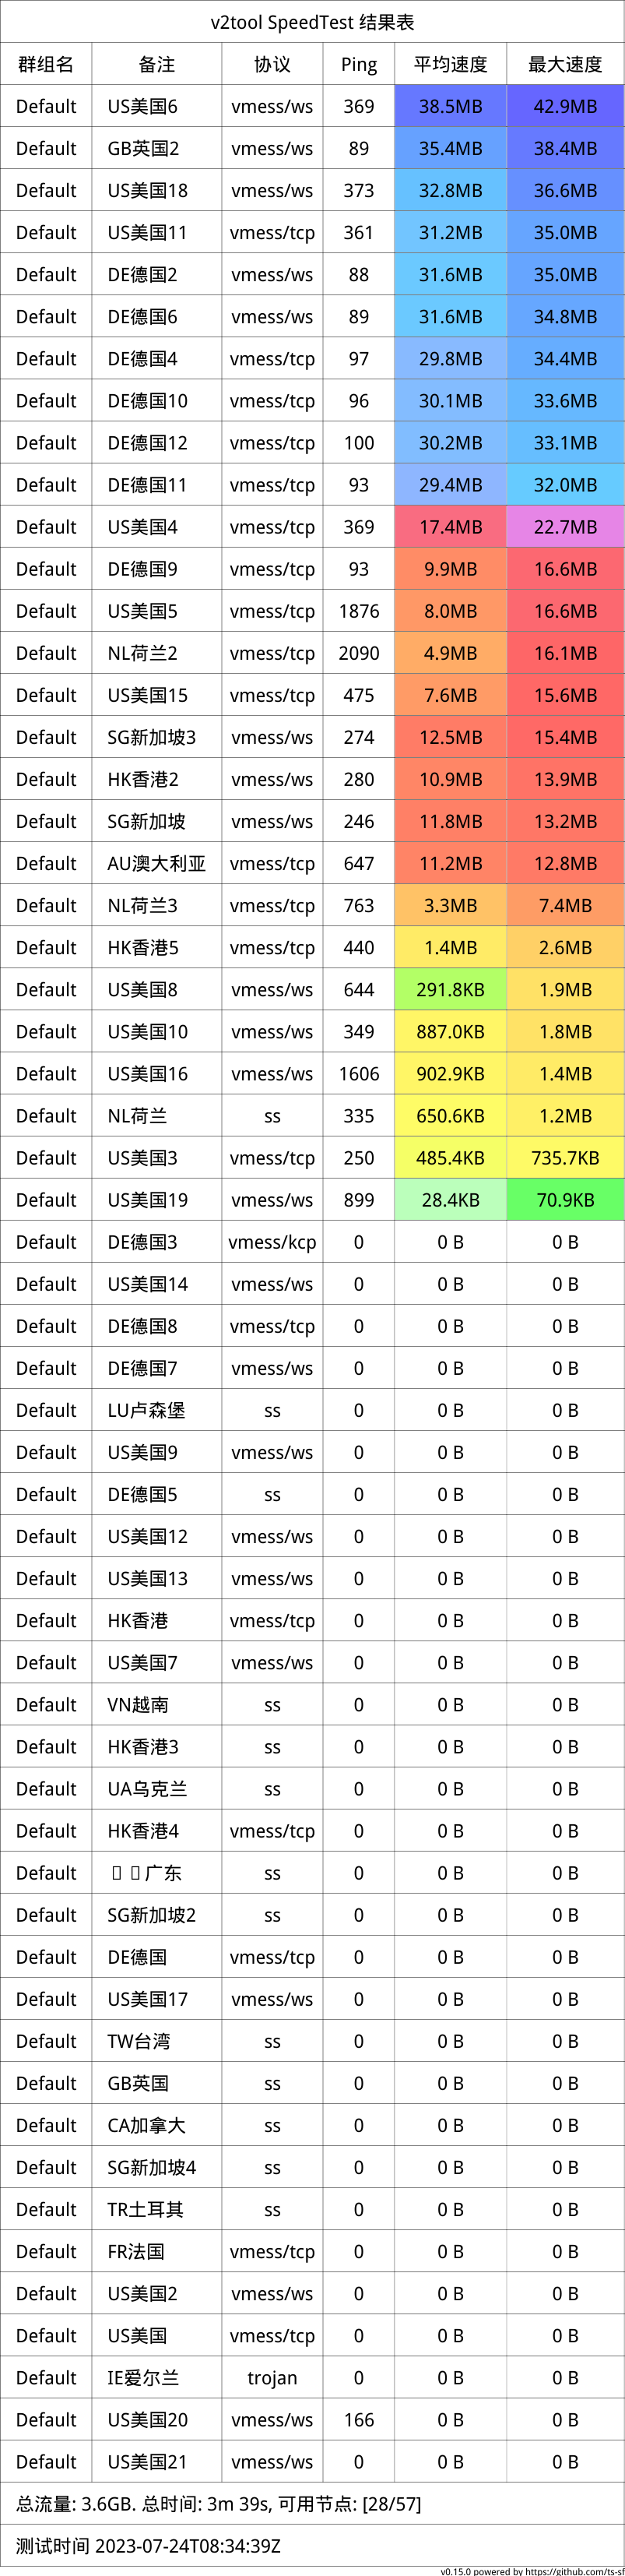 v2tool SpeedTest 结果表
群组名 备注 协议 Ping 平均速度 最大速度
Default US美国6 vmess/ws 369 38.5MB 42.9MB
Default GB英国2 vmess/ws 89 35.4MB 38.4MB
Default US美国18 vmess/ws 373 32.8MB 36.6MB
Default US美国11 vmess/tcp 361 31.2MB 35.0MB
Default DE德国2 vmess/ws 88 31.6MB 35.0MB
Default DE德国6 vmess/ws 89 31.6MB 34.8MB
Default DE德国4 vmess/tcp 97 29.8MB 34.4MB
Default DE德国10 vmess/tcp 96 30.1MB 33.6MB
Default DE德国12 vmess/tcp 100 30.2MB 33.1MB
Default DE德国11 vmess/tcp 93 29.4MB 32.0MB
Default US美国4 vmess/tcp 369 17.4MB 22.7MB
Default DE德国9 vmess/tcp 93 9.9MB 16.6MB
Default US美国5 vmess/tcp 1876 8.0MB 16.6MB
Default NL荷兰2 vmess/tcp 2090 4.9MB 16.1MB
Default US美国15 vmess/tcp 475 7.6MB 15.6MB
Default SG新加坡3 vmess/ws 274 12.5MB 15.4MB
Default HK香港2 vmess/ws 280 10.9MB 13.9MB
Default SG新加坡 vmess/ws 246 11.8MB 13.2MB
Default AU澳大利亚 vmess/tcp 647 11.2MB 12.8MB
Default NL荷兰3 vmess/tcp 763 3.3MB 7.4MB
Default HK香港5 vmess/tcp 440 1.4MB 2.6MB
Default US美国8 vmess/ws 644 291.8KB 1.9MB
Default US美国10 vmess/ws 349 887.0KB 1.8MB
Default US美国16 vmess/ws 1606 902.9KB 1.4MB
Default NL荷兰 ss 335 650.6KB 1.2MB
Default US美国3 vmess/tcp 250 485.4KB 735.7KB
Default US美国19 vmess/ws 899 28.4KB 70.9KB
Default DE德国3 vmess/kcp 0 0 B 0 B
Default US美国14 vmess/ws 0 0 B 0 B
Default DE德国8 vmess/tcp 0 0 B 0 B
Default DE德国7 vmess/ws 0 0 B 0 B
Default LU卢森堡 ss 0 0 B 0 B
Default US美国9 vmess/ws 0 0 B 0 B
Default DE德国5 ss 0 0 B 0 B
Default US美国12 vmess/ws 0 0 B 0 B
Default US美国13 vmess/ws 0 0 B 0 B
Default HK香港 vmess/tcp 0 0 B 0 B
Default US美国7 vmess/ws 0 0 B 0 B
Default VN越南 ss 0 0 B 0 B
Default HK香港3 ss 0 0 B 0 B
Default UA乌克兰 ss 0 0 B 0 B
Default HK香港4 vmess/tcp 0 0 B 0 B
Default 广东 ss 0 0 B 0 B
Default SG新加坡2 ss 0 0 B 0 B
Default DE德国 vmess/tcp 0 0 B 0 B
Default US美国17 vmess/ws 0 0 B 0 B
Default TW台湾 ss 0 0 B 0 B
Default GB英国 ss 0 0 B 0 B
Default CA加拿大 ss 0 0 B 0 B
Default SG新加坡4 ss 0 0 B 0 B
Default TR土耳其 ss 0 0 B 0 B
Default FR法国 vmess/tcp 0 0 B 0 B
Default US美国2 vmess/ws 0 0 B 0 B
Default US美国 vmess/tcp 0 0 B 0 B
Default IE爱尔兰 trojan 0 0 B 0 B
Default US美国20 vmess/ws 166 0 B 0 B
Default US美国21 vmess/ws 0 0 B 0 B
总流量: 3.6GB. 总时间: 3m 39s, 可用节点: [28/57]
测试时间 2023-07-24T08:34:39Z
v0.15.0 powered by https://github.com/ts-sf